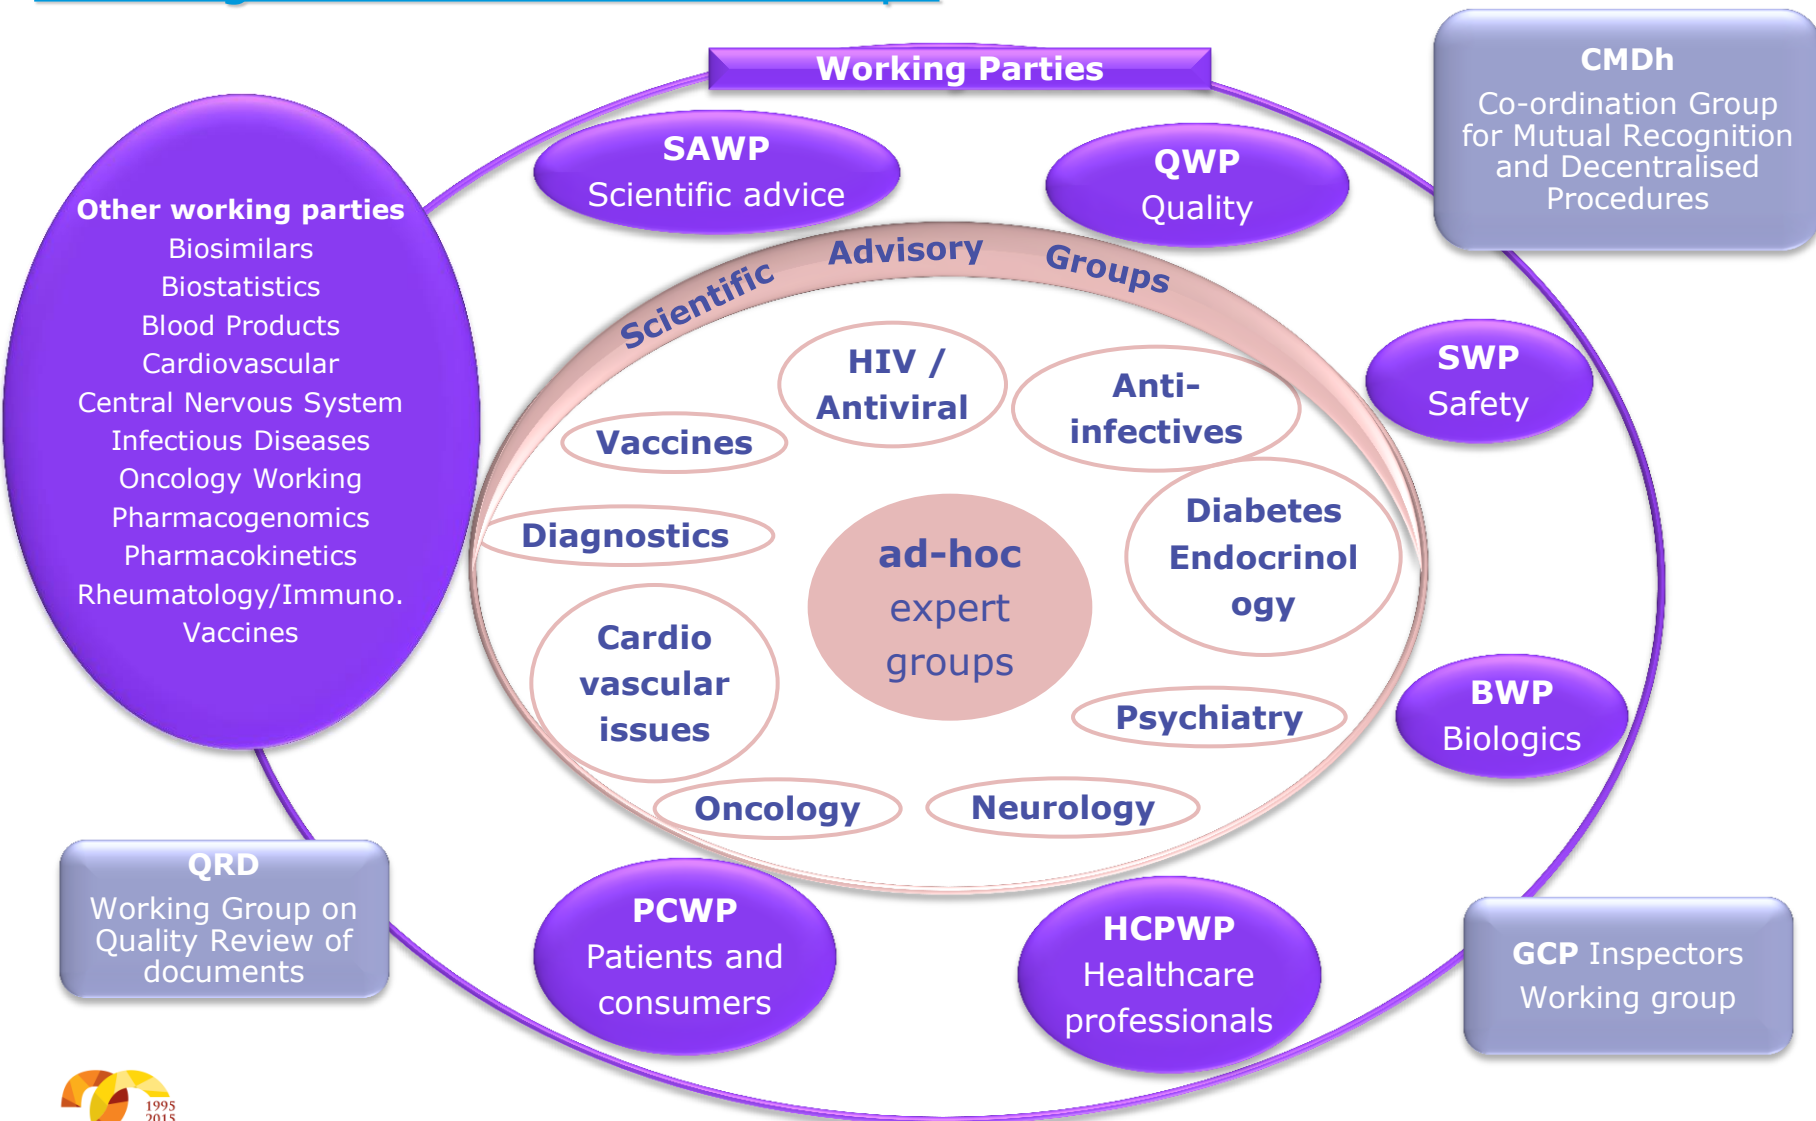 Working Parties
CMDh
Co-ordination Group
for Mutual Recognition
and Decentralised
Procedures
SAWP
Scientific advice
QWP
Quality
Other working parties
Biosimilars
Biostatistics
Blood Products
Cardiovascular
Central Nervous System
Infectious Diseases
Oncology Working
Pharmacogenomics
Pharmacokinetics
Rheumatology/Immuno.
Vaccines
Scientific Advisory Groups
HIV /
Antiviral
Anti-
infectives
SWP
Safety
Vaccines
Diagnostics
Diabetes
Endocrinol
ogy
ad-hoc
expert
groups
Cardio
vascular
issues
Psychiatry
BWP
Biologics
Oncology
Neurology
QRD
Working Group on
Quality Review of
documents
PCWP
Patients and
consumers
HCPWP
Healthcare
professionals
GCP Inspectors
Working group
1995
2015